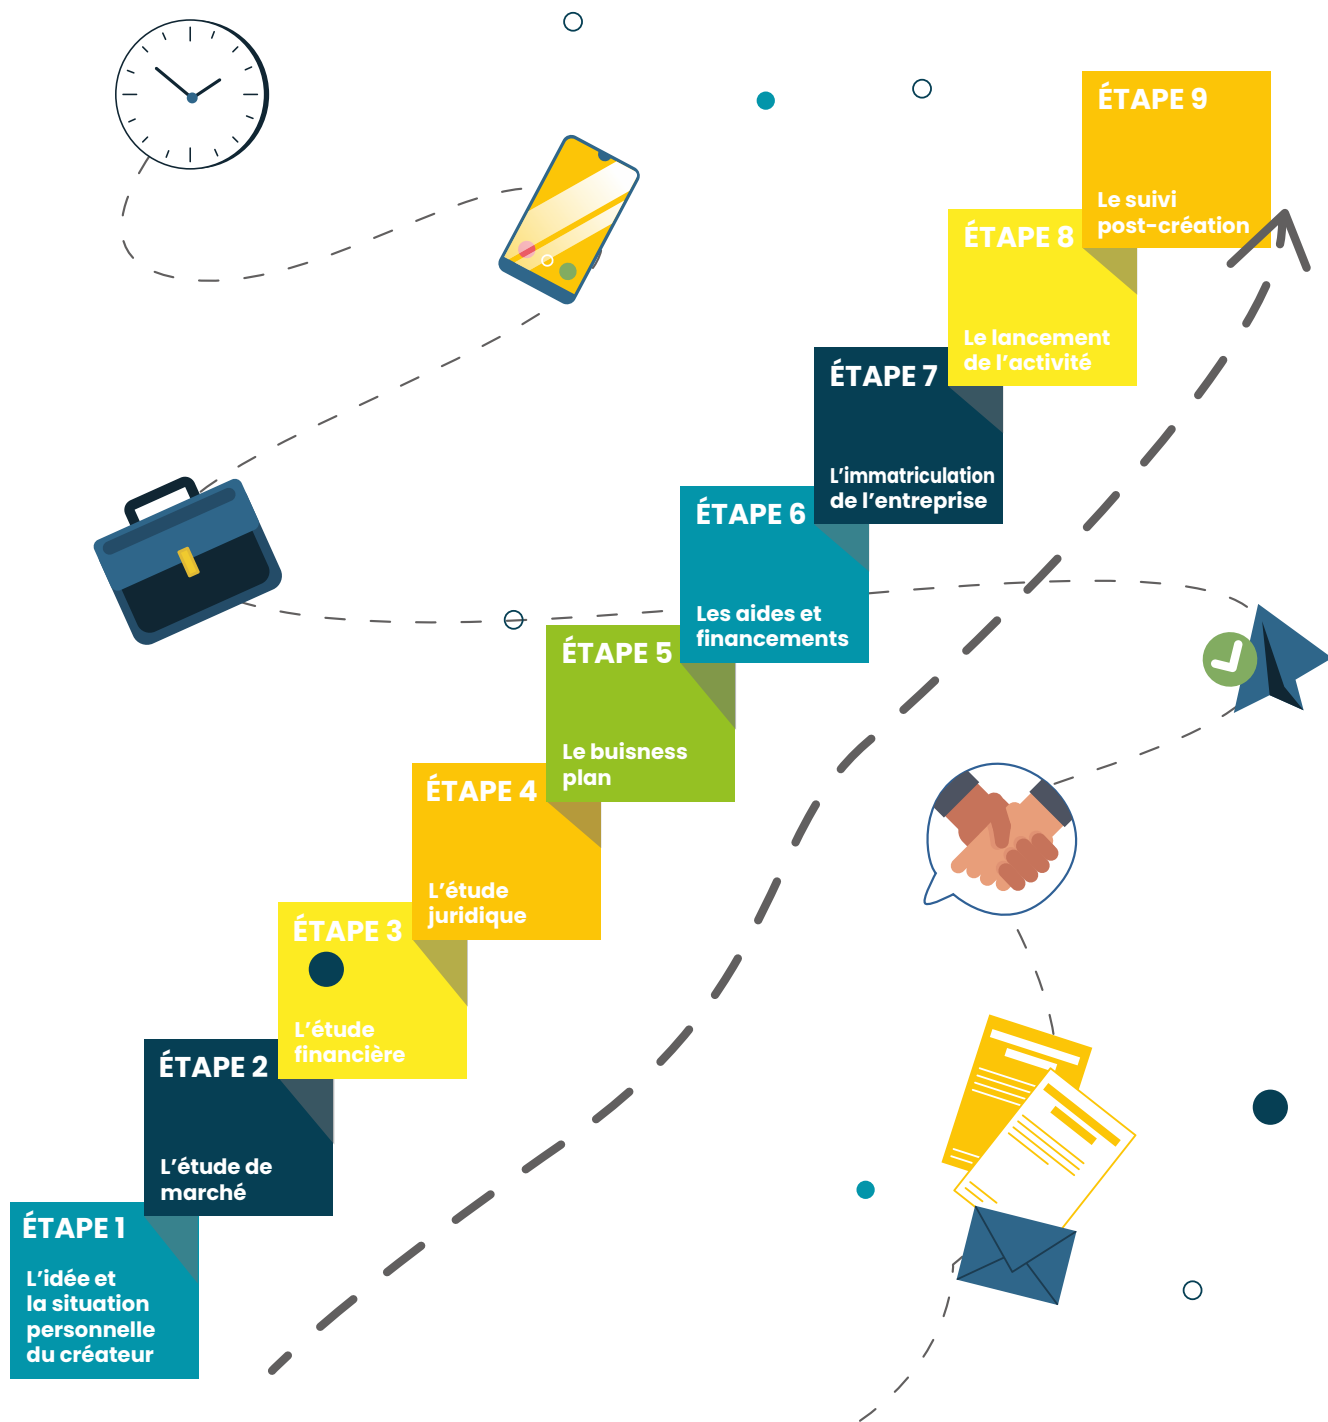 ÉTAPE 9
Le suivi
post-création
ÉTAPE 8
Le lancement
de l'activité
ÉTAPE 7
L'immatriculation
de l'entreprise
ÉTAPE 6
Les aides et
financements
ÉTAPE 5
Le buisness
plan
ÉTAPE 4
L'étude
juridique
ÉTAPE 3
L'étude
financière
ÉTAPE 2
L'étude de
marché
ÉTAPE 1
L'idée et
la situation
personnelle
du créateur